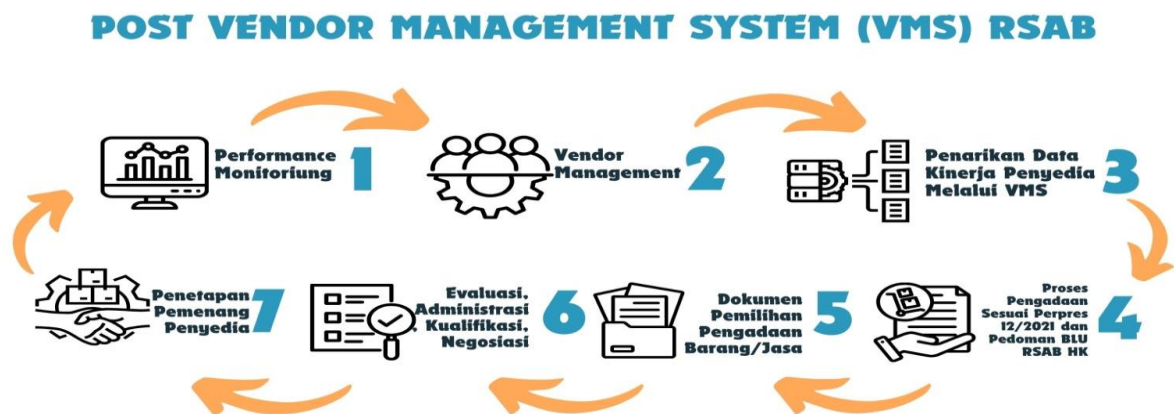 POST VENDOR MANAGEMENT SYSTEM (VMS) RSAB
Performance
Monitoriung
1
Vendor
Management
2
Penarikan Data
Kinerja Penyedia
Melalui VMS
3
Proses
Pengadaan
Sesuai Perpres
12/2021 dan
Pedoman BLU
RSAB HK
4
Dokumen
Pemilihan
Pengadaan
Barang/Jasa
5
Evaluasi,
Administrasi
, Kualifikasi,
Negosiasi
6
Penetapan
Pemenang
Penyedia
7